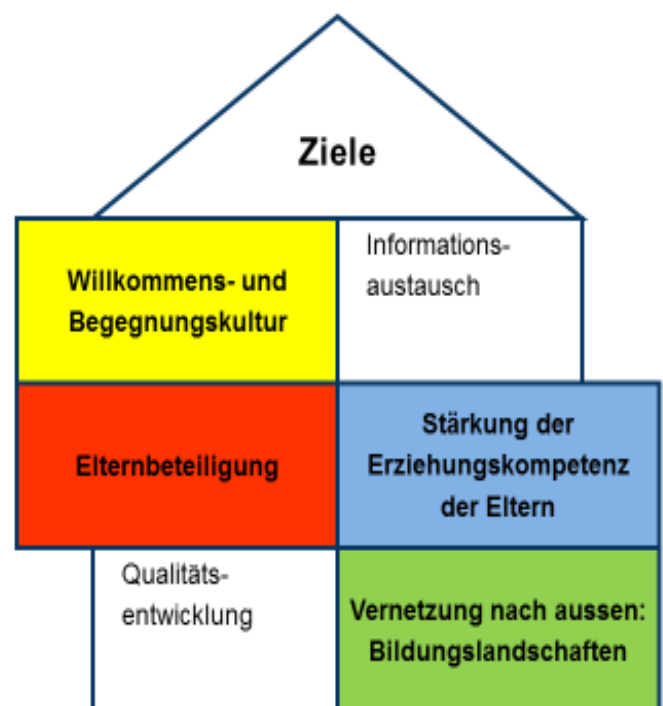 Ziele
Willkommens- und
Begegnungskultur
Informations-
austausch
Elternbeteiligung
Stärkung der
Erziehungskompetenz
der Eltern
Qualitäts-
entwicklung
Vernetzung nach aussen:
Bildungslandschaften